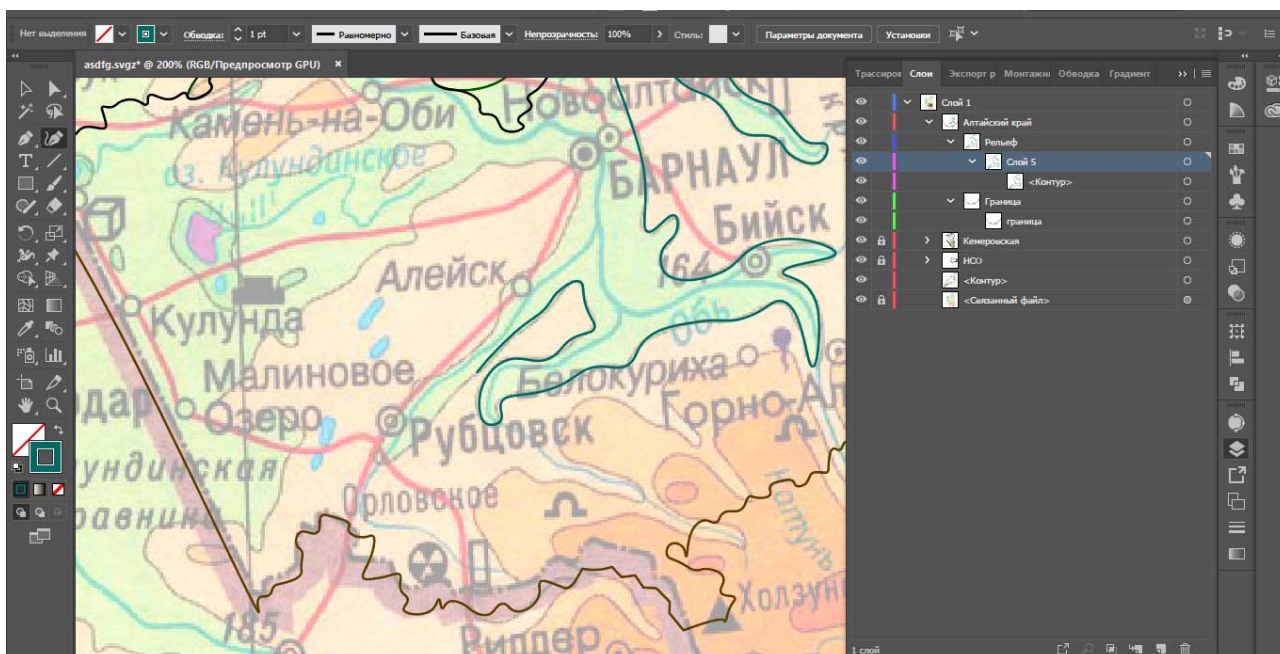 Нет выделения Обводка: 1 pt Равномерно Базовая Непрозрачность: 100% Стиль: Параметры документа Установки
asdfg.svgz* @ 200% (RGB/Предпросмотр GPU) ×
Трассиров Слои Экспорт р Монтажны Обводка Градиент
Слой 1
Алтайский край
Рельеф
Слой 5
<Контур>
Граница
граница
Кемеровская
НСО
<Контур>
<Связанный файл>
1 слой
Камень-на-Оби
Новоалтайск
оз. Кулундинское
БАРНАУЛ
Бийск
164
Алейск
Обь
Кулунда
Малиновое
Озеро
Белокуриха
Горно-Ал
Рубцовск
ундинская
равнина
Орловское
Катунь
Холзун
185
Риддер